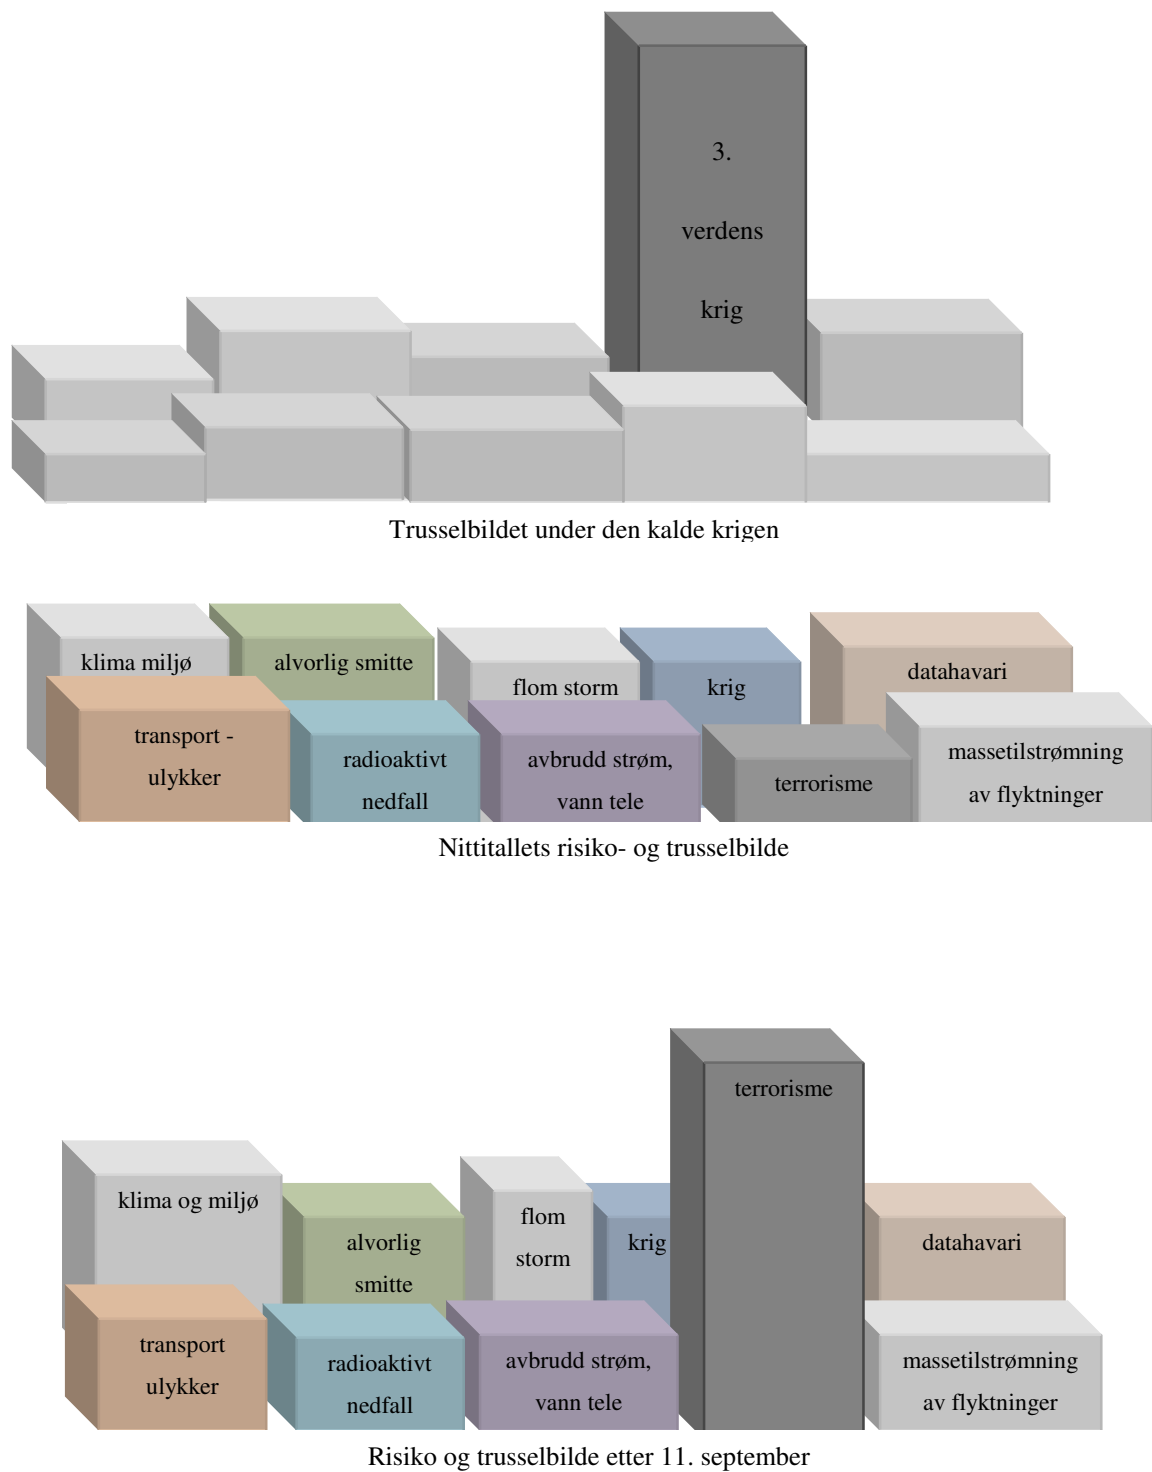 3.
verdens
krig
Trusselbildet under den kalde krigen
klima miljø
alvorlig smitte
flom storm
krig
datahavari
transport -
ulykker
radioaktivt
nedfall
avbrudd strøm,
vann tele
terrorisme
massetilstrømning
av flyktninger
Nittitallets risiko- og trusselbilde
terrorisme
klima og miljø
alvorlig
smitte
flom
storm
krig
datahavari
transport
ulykker
radioaktivt
nedfall
avbrudd strøm,
vann tele
massetilstrømning
av flyktninger
Risiko og trusselbilde etter 11. september